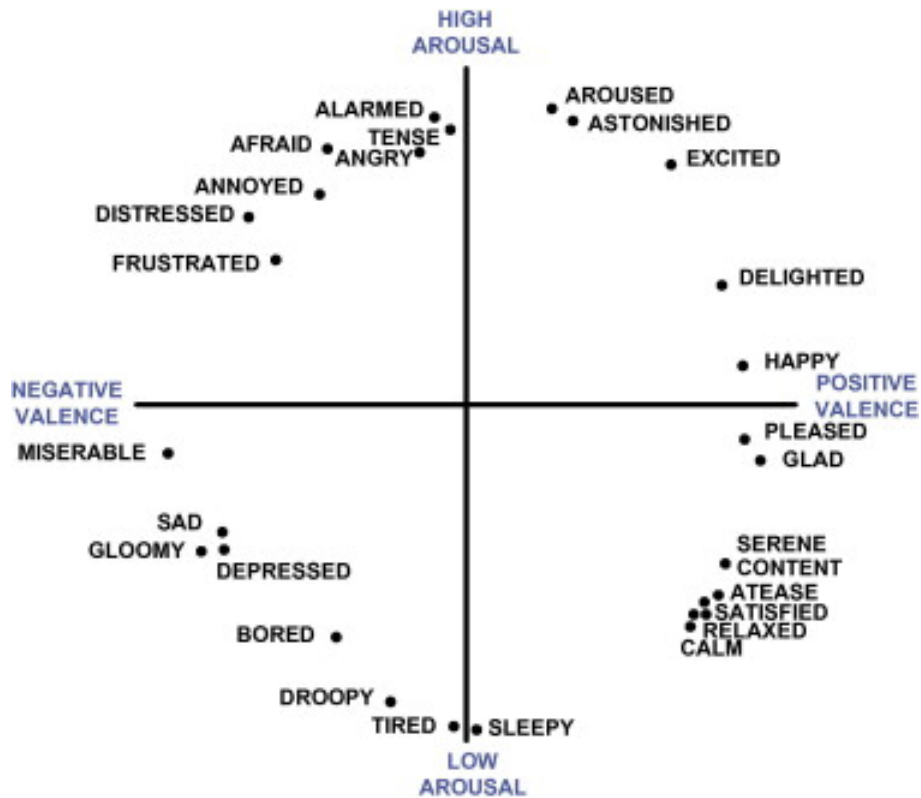 HIGH
AROUSAL
AROUSED
ALARMED
ASTONISHED
TENSE
AFRAID
ANGRY
EXCITED
ANNOYED
DISTRESSED
FRUSTRATED
DELIGHTED
HAPPY
NEGATIVE
VALENCE
POSITIVE
VALENCE
PLEASED
MISERABLE
GLAD
SAD
SERENE
GLOOMY
CONTENT
DEPRESSED
ATEASE
SATISFIED
BORED
RELAXED
CALM
DROOPY
TIRED
SLEEPY
LOW
AROUSAL